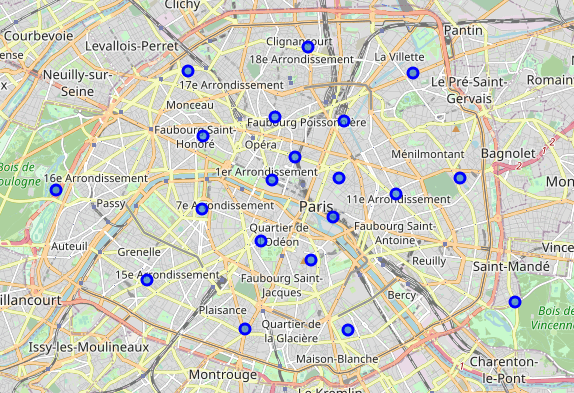 Clichy
Courbevoie
Clignancourt
Pantin
Levallois-Perret
18e Arrondissement
La Villette
Neuilly-sur-
Seine
17e Arrondissement
Le Pré-Saint-
Gervais
Romain
Monceau
Faubourg Poissonnière
Faubourg Saint-
Honoré
Opéra
Ménilmontant
Bagnolet
Bois de
16e Arrondissement
1er Arrondissement
Mon
Passy
7e Arrondissement
Paris
11e Arrondissement
Quartier de
l'Odéon
Faubourg Saint-
Antoine
Auteuil
Grenelle
Reuilly
Vince
Saint-Mandé
15e Arrondissement
Faubourg Saint-
Jacques
Bercy
illancourt
Plaisance
Bois de
Vincenn
Quartier de
la Glacière
Issy-les-Moulineaux
Maison-Blanche
Charenton-
le-Pont
Montrouge
Le Kremlin